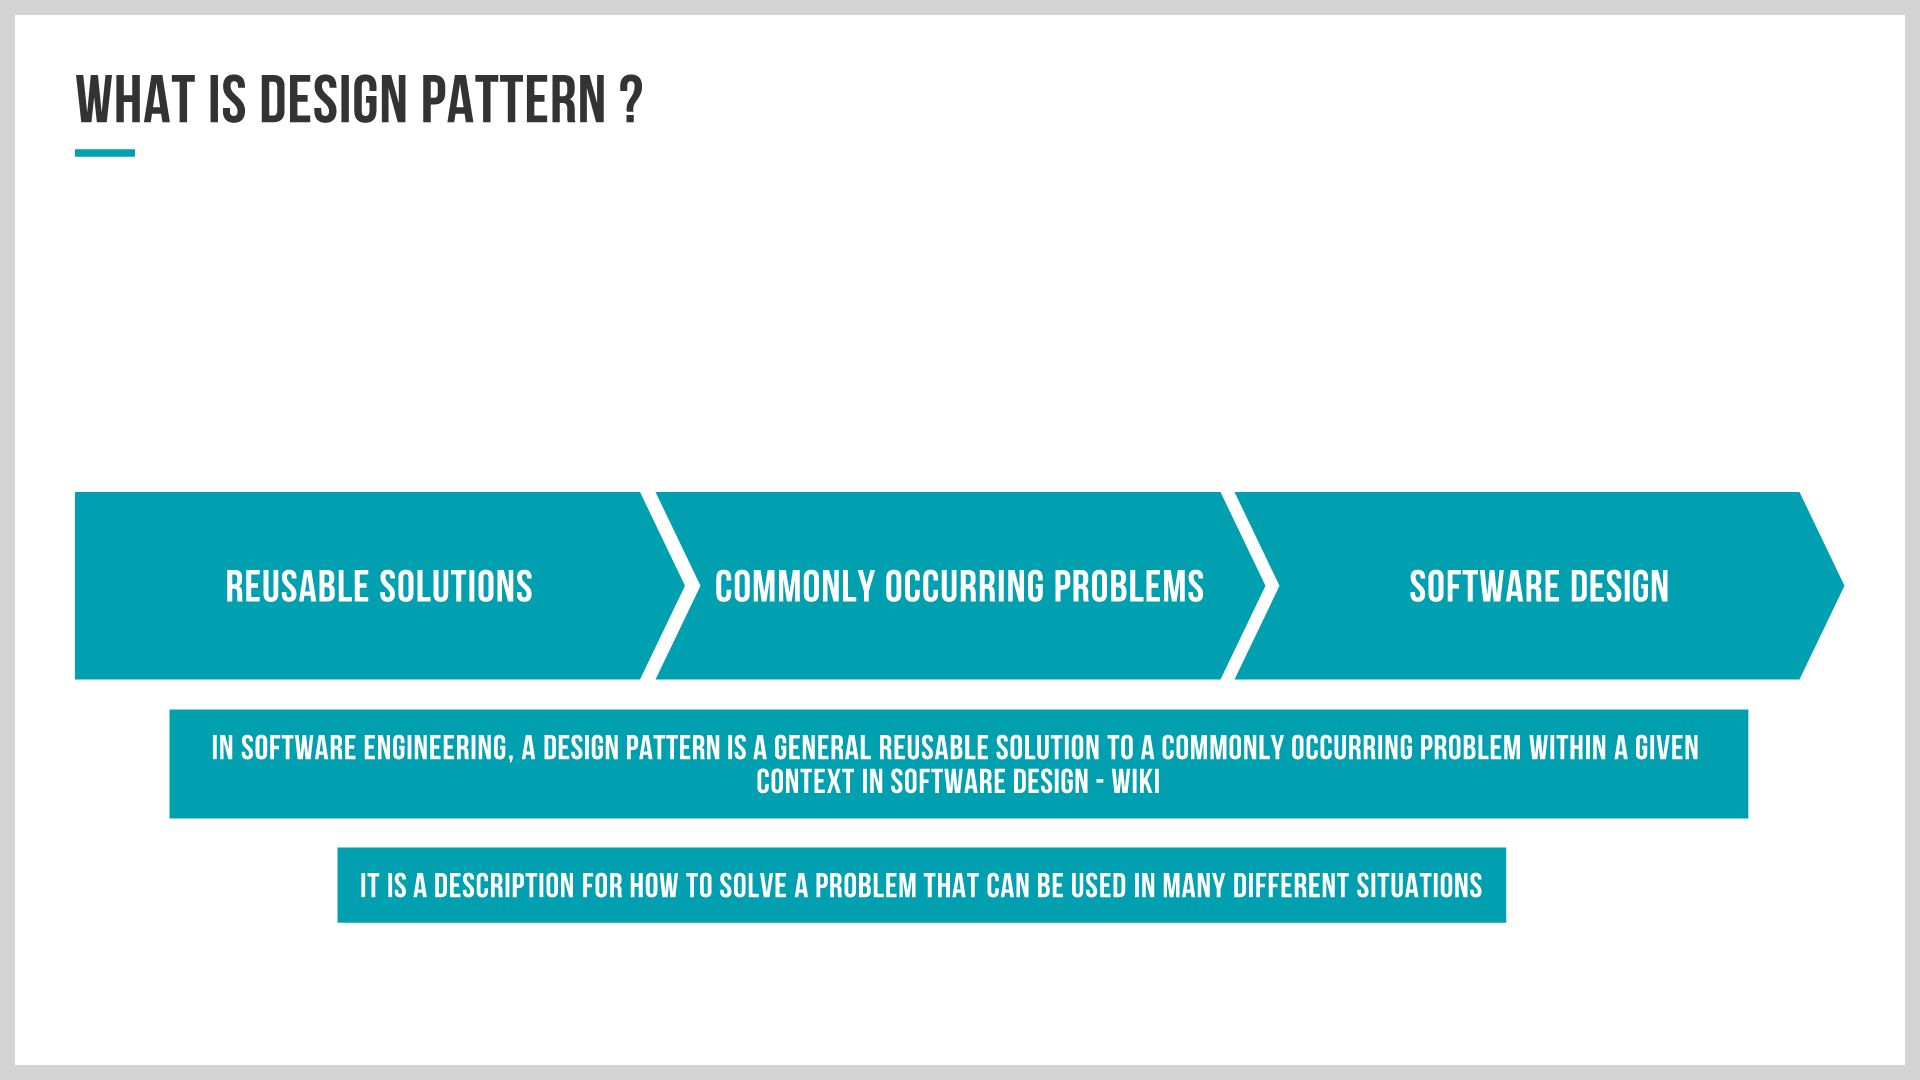 WHAT IS DESIGN PATTERN ?
REUSABLE SOLUTIONS
COMMONLY OCCURRING PROBLEMS
SOFTWARE DESIGN
IN SOFTWARE ENGINEERING, A DESIGN PATTERN IS A GENERAL REUSABLE SOLUTION TO A COMMONLY OCCURRING PROBLEM WITHIN A GIVEN
CONTEXT IN SOFTWARE DESIGN - WIKI
IT IS A DESCRIPTION FOR HOW TO SOLVE A PROBLEM THAT CAN BE USED IN MANY DIFFERENT SITUATIONS